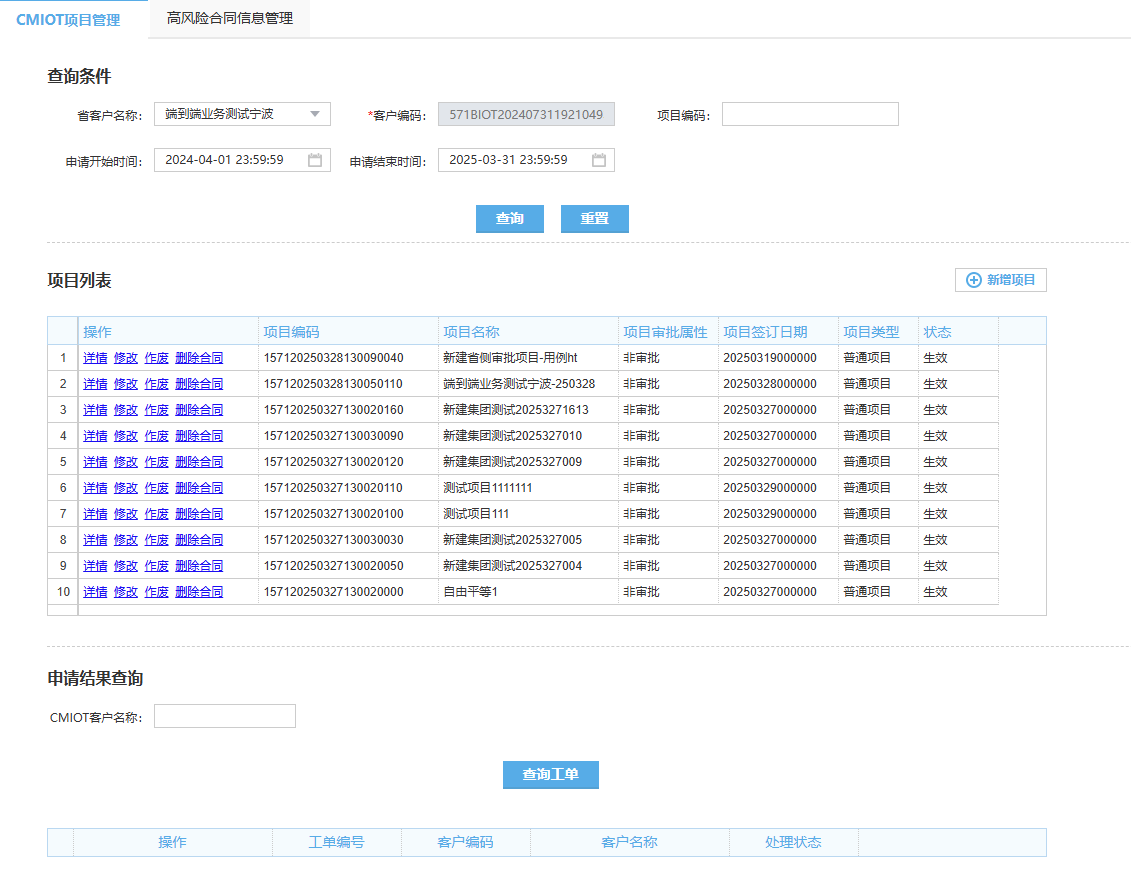 CMIOT项目管理 高风险合同信息管理
查询条件
省客户名称: 端到端业务测试宁波 *客户编码: 571BIOT202407311921049 项目编码:
申请开始时间: 2024-04-01 23:59:59 申请结束时间: 2025-03-31 23:59:59
查询 重置
项目列表 新增项目
操作 项目编码 项目名称 项目审批属性 项目签订日期 项目类型 状态
1 详情 修改 作废 删除合同 157120250328130090040 新建省侧审批项目-用例ht 非审批 20250319000000 普通项目 生效
2 详情 修改 作废 删除合同 157120250328130050110 端到端业务测试宁波-250328 非审批 20250328000000 普通项目 生效
3 详情 修改 作废 删除合同 157120250327130020160 新建集团测试20253271613 非审批 20250327000000 普通项目 生效
4 详情 修改 作废 删除合同 157120250327130030090 新建集团测试2025327010 非审批 20250327000000 普通项目 生效
5 详情 修改 作废 删除合同 157120250327130020120 新建集团测试2025327009 非审批 20250327000000 普通项目 生效
6 详情 修改 作废 删除合同 157120250327130020110 测试项目1111111 非审批 20250329000000 普通项目 生效
7 详情 修改 作废 删除合同 157120250327130020100 测试项目111 非审批 20250329000000 普通项目 生效
8 详情 修改 作废 删除合同 157120250327130030030 新建集团测试2025327005 非审批 20250327000000 普通项目 生效
9 详情 修改 作废 删除合同 157120250327130020050 新建集团测试2025327004 非审批 20250327000000 普通项目 生效
10 详情 修改 作废 删除合同 157120250327130020000 自由平等1 非审批 20250327000000 普通项目 生效
申请结果查询
CMIOT客户名称:
查询工单
操作 工单编号 客户编码 客户名称 处理状态